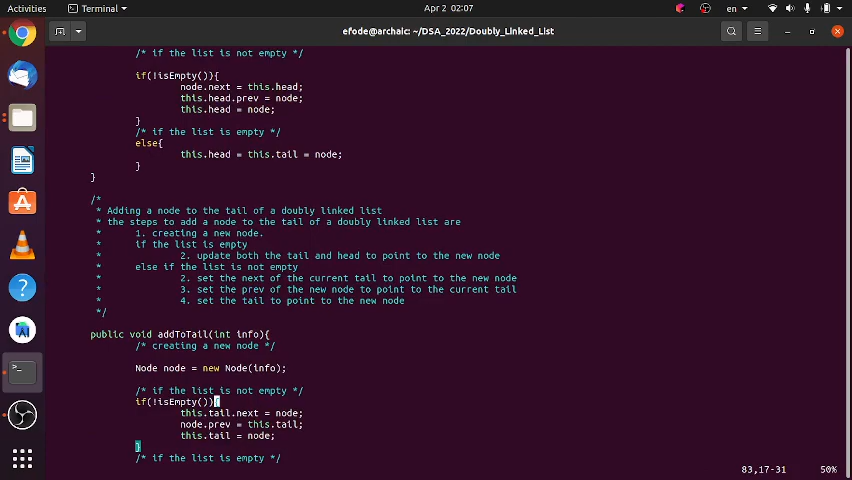 Activities
Terminal
Apr 2 02:07
en
efode@archaic: ~/DSA_2022/Doubly_Linked_List
/* if the list is not empty */
if(!isEmpty()){
node.next = this.head;
this.head.prev = node;
this.head = node;
}
/* if the list is empty */
else{
this.head = this.tail = node;
}
}
/*
* Adding a node to the tail of a doubly linked list
* the steps to add a node to the tail of a doubly linked list are
* 1. creating a new node.
* if the list is empty
* 2. update both the tail and head to point to the new node
* else if the list is not empty
* 2. set the next of the current tail to point to the new node
* 3. set the prev of the new node to point to the current tail
* 4. set the tail to point to the new node
*/
public void addToTail(int info){
/* creating a new node */
Node node = new Node(info);
/* if the list is not empty */
if(!isEmpty()){
this.tail.next = node;
node.prev = this.tail;
this.tail = node;
}
/* if the list is empty */
83,17-31 50%